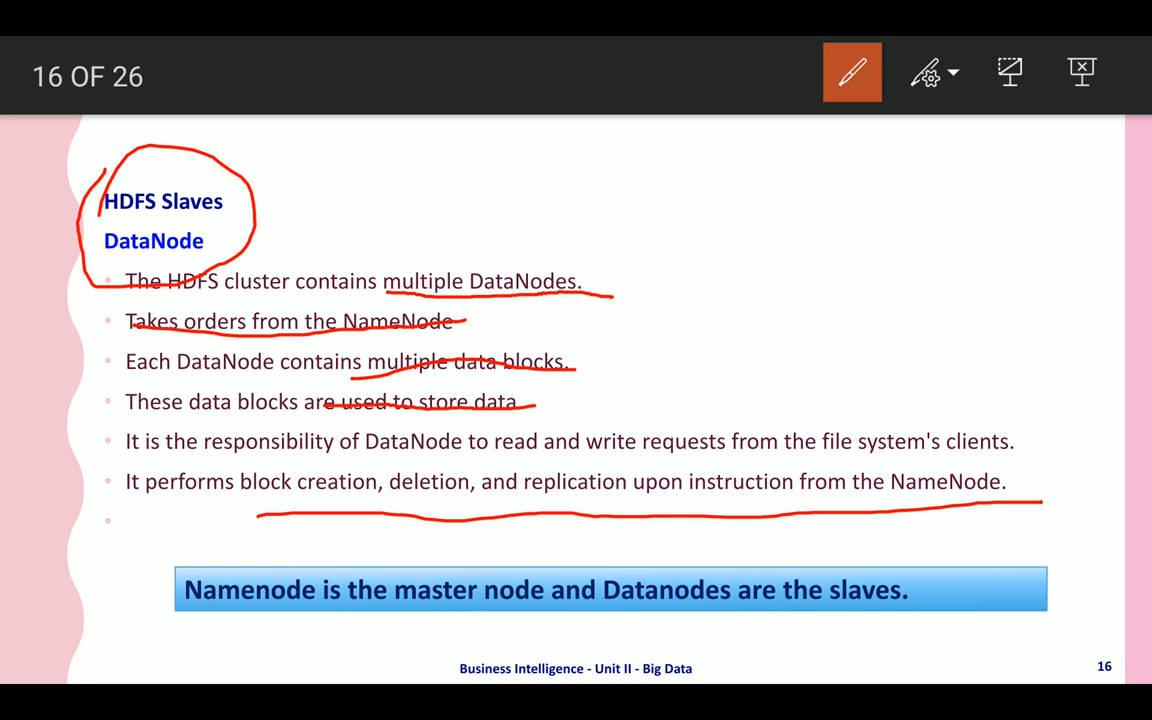 16 OF 26
HDFS Slaves
DataNode
• The HDFS cluster contains multiple DataNodes.
• Takes orders from the NameNode
• Each DataNode contains multiple data blocks.
• These data blocks are used to store data
• It is the responsibility of DataNode to read and write requests from the file system's clients.
• It performs block creation, deletion, and replication upon instruction from the NameNode.
•
Namenode is the master node and Datanodes are the slaves.
Business Intelligence - Unit II - Big Data
16